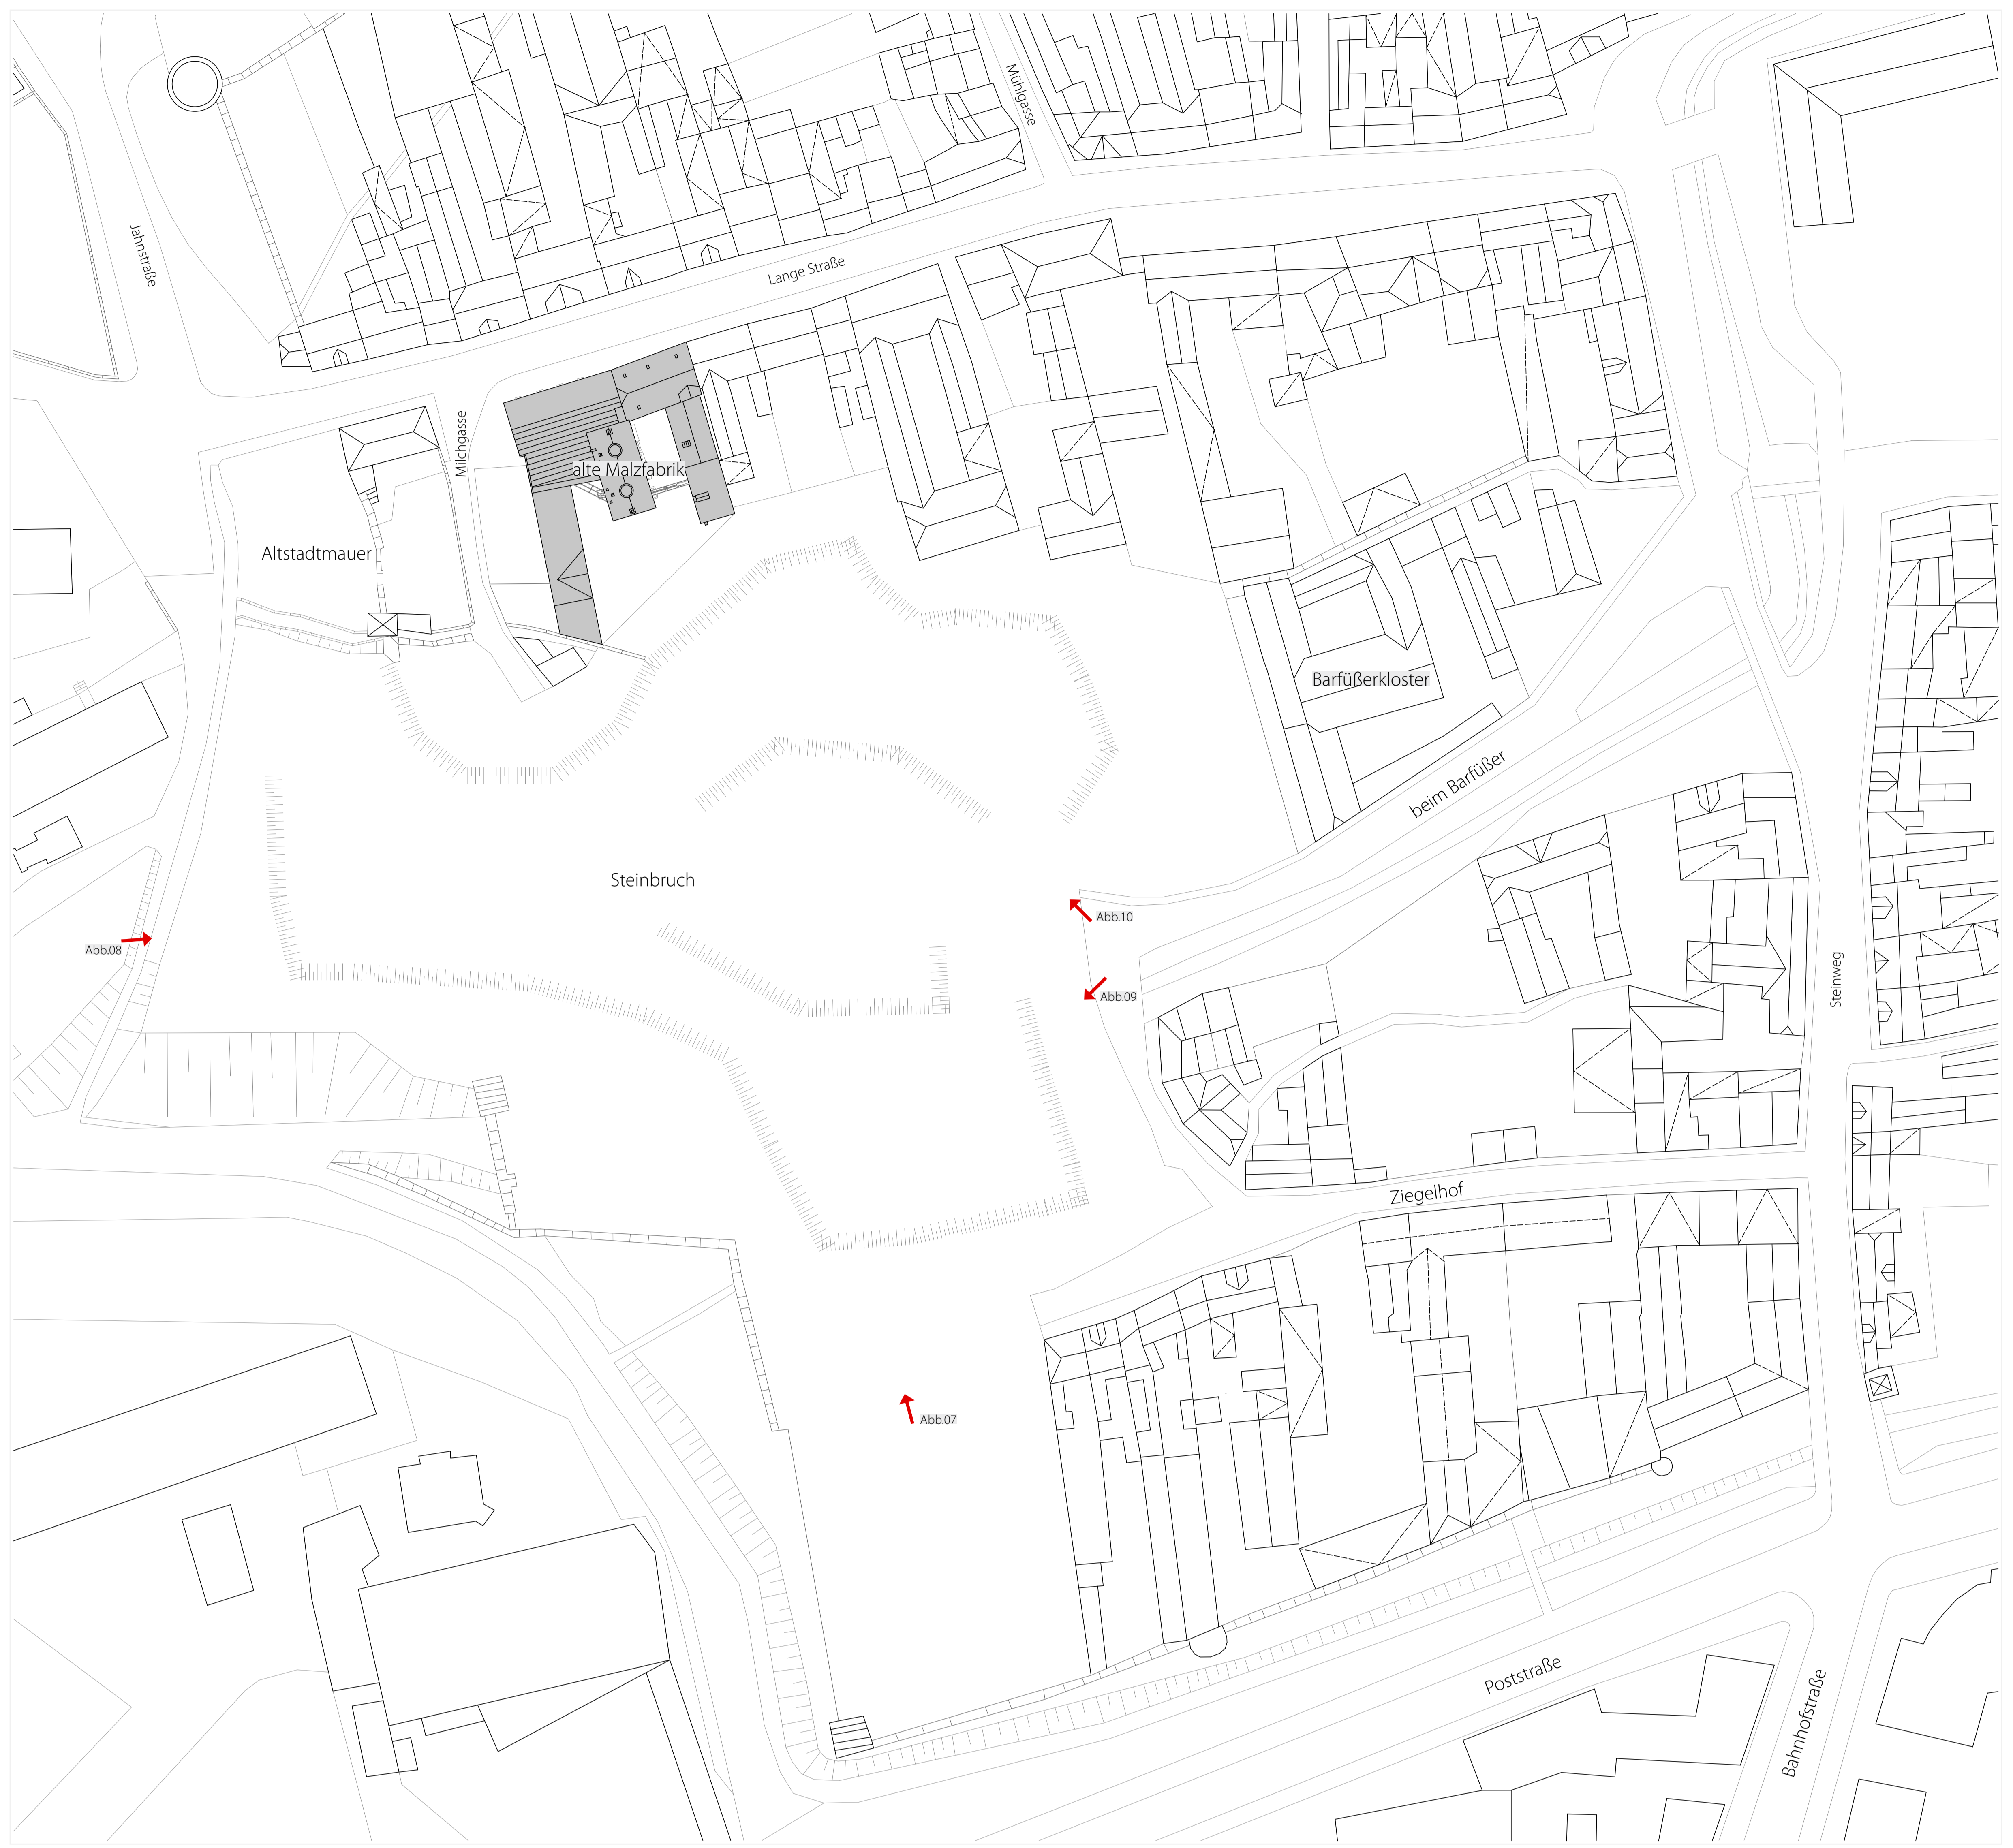 Mühlgasse
Jahnstraße
Lange Straße
Milchgasse
alte Malzfabrik
Altstadtmauer
Barfüßerkloster
beim Barfüßer
Steinbruch
Abb.10
Abb.08
Abb.09
Steinweg
Ziegelhof
Abb.07
Poststraße
Bahnhofstraße